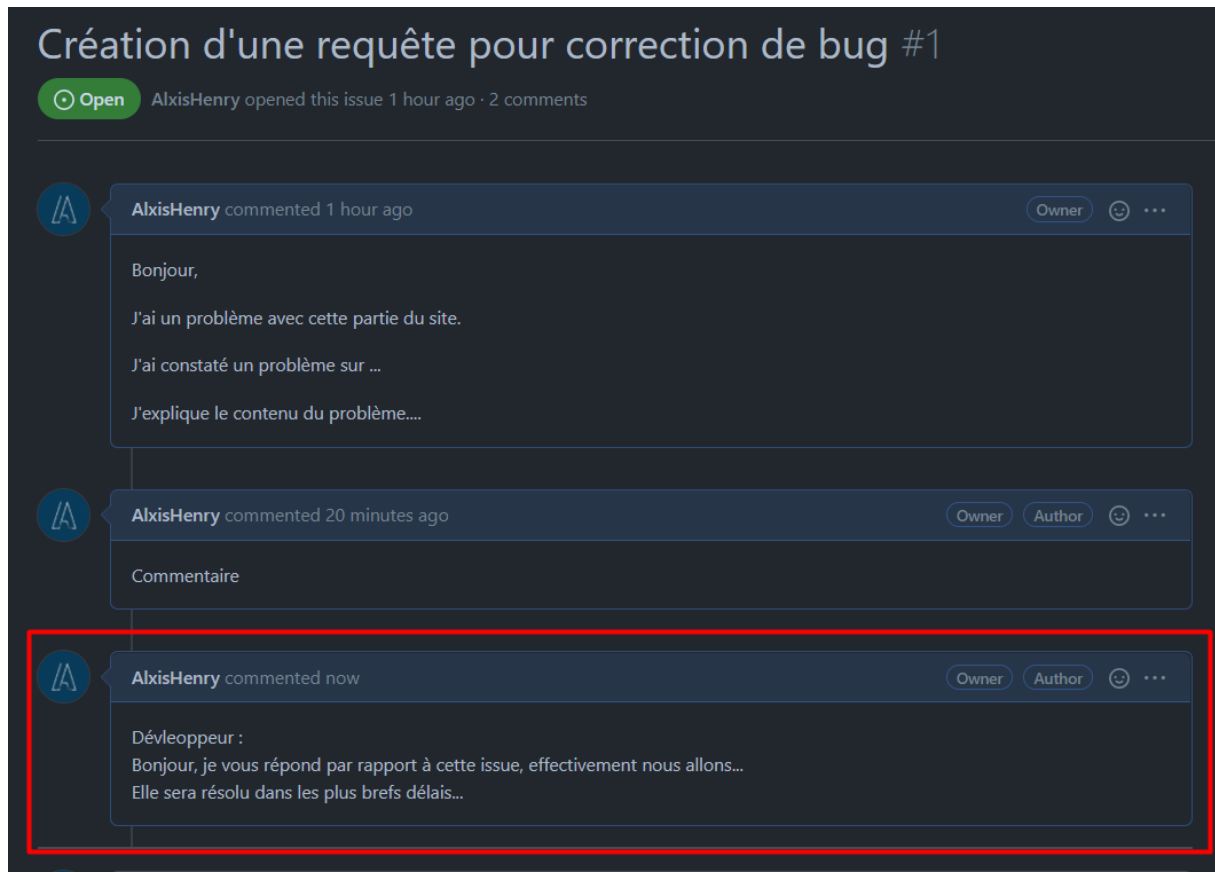 Création d'une requête pour correction de bug #1
Open AlxisHenry opened this issue 1 hour ago · 2 comments
AlxisHenry commented 1 hour ago Owner
Bonjour,
J'ai un problème avec cette partie du site.
J'ai constaté un problème sur ...
J'explique le contenu du problème....
AlxisHenry commented 20 minutes ago Owner Author
Commentaire
AlxisHenry commented now Owner Author
Dévleoppeur :
Bonjour, je vous répond par rapport à cette issue, effectivement nous allons...
Elle sera résolu dans les plus brefs délais...